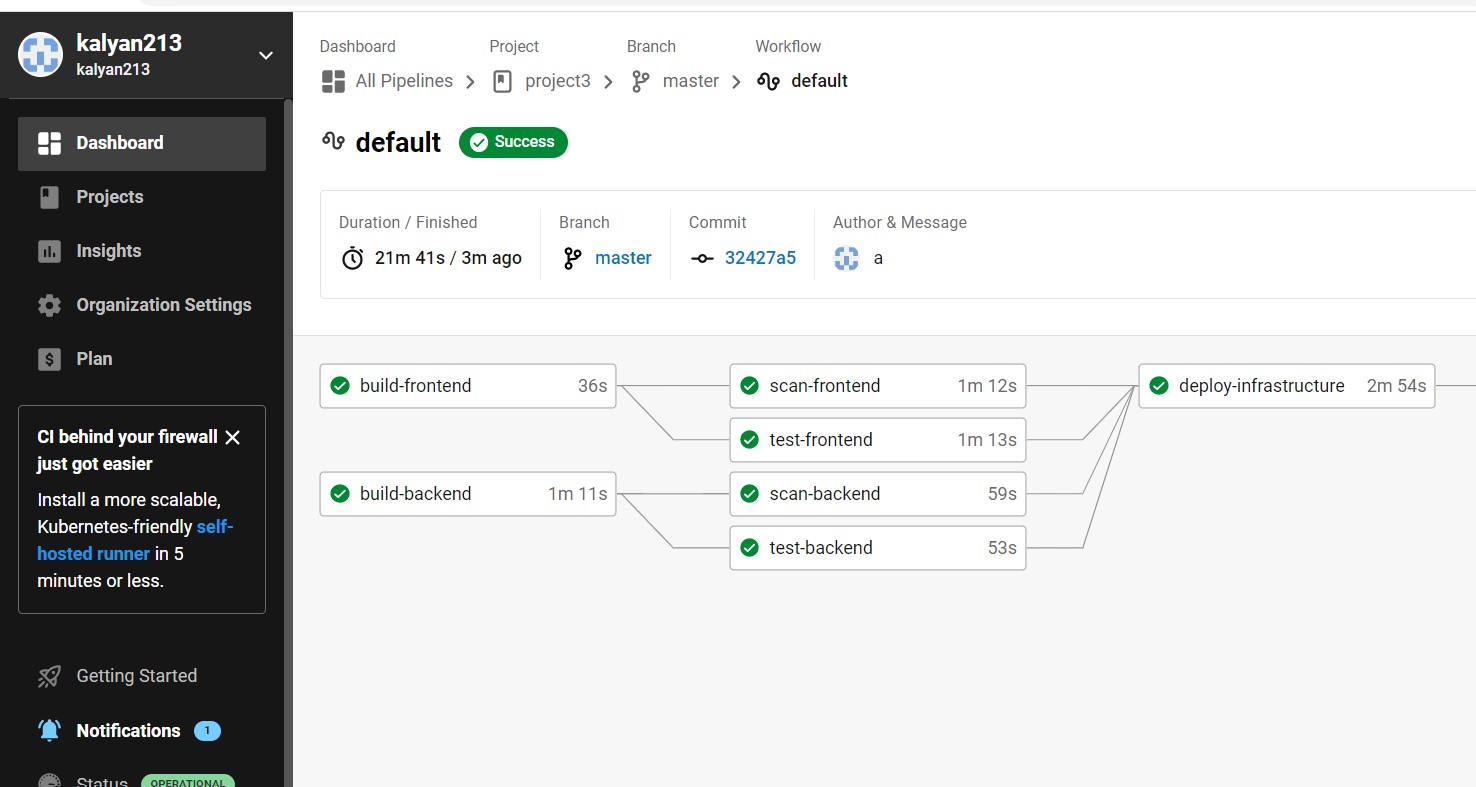 kalyan213
kalyan213
Dashboard
Projects
Insights
Organization Settings
Plan
CI behind your firewall
just got easier
Install a more scalable,
Kubernetes-friendly self-
hosted runner in 5
minutes or less.
Getting Started
Notifications 1
Status OPERATIONAL
Dashboard Project Branch Workflow
All Pipelines project3 master default
default Success
Duration / Finished Branch Commit Author & Message
21m 41s / 3m ago master 32427a5 a
build-frontend 36s scan-frontend 1m 12s deploy-infrastructure 2m 54s
test-frontend 1m 13s
build-backend 1m 11s scan-backend 59s
test-backend 53s